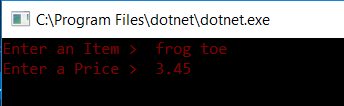 C:\Program Files\dotnet\dotnet.exe
Enter an Item >  frog toe
Enter a Price >  3.45